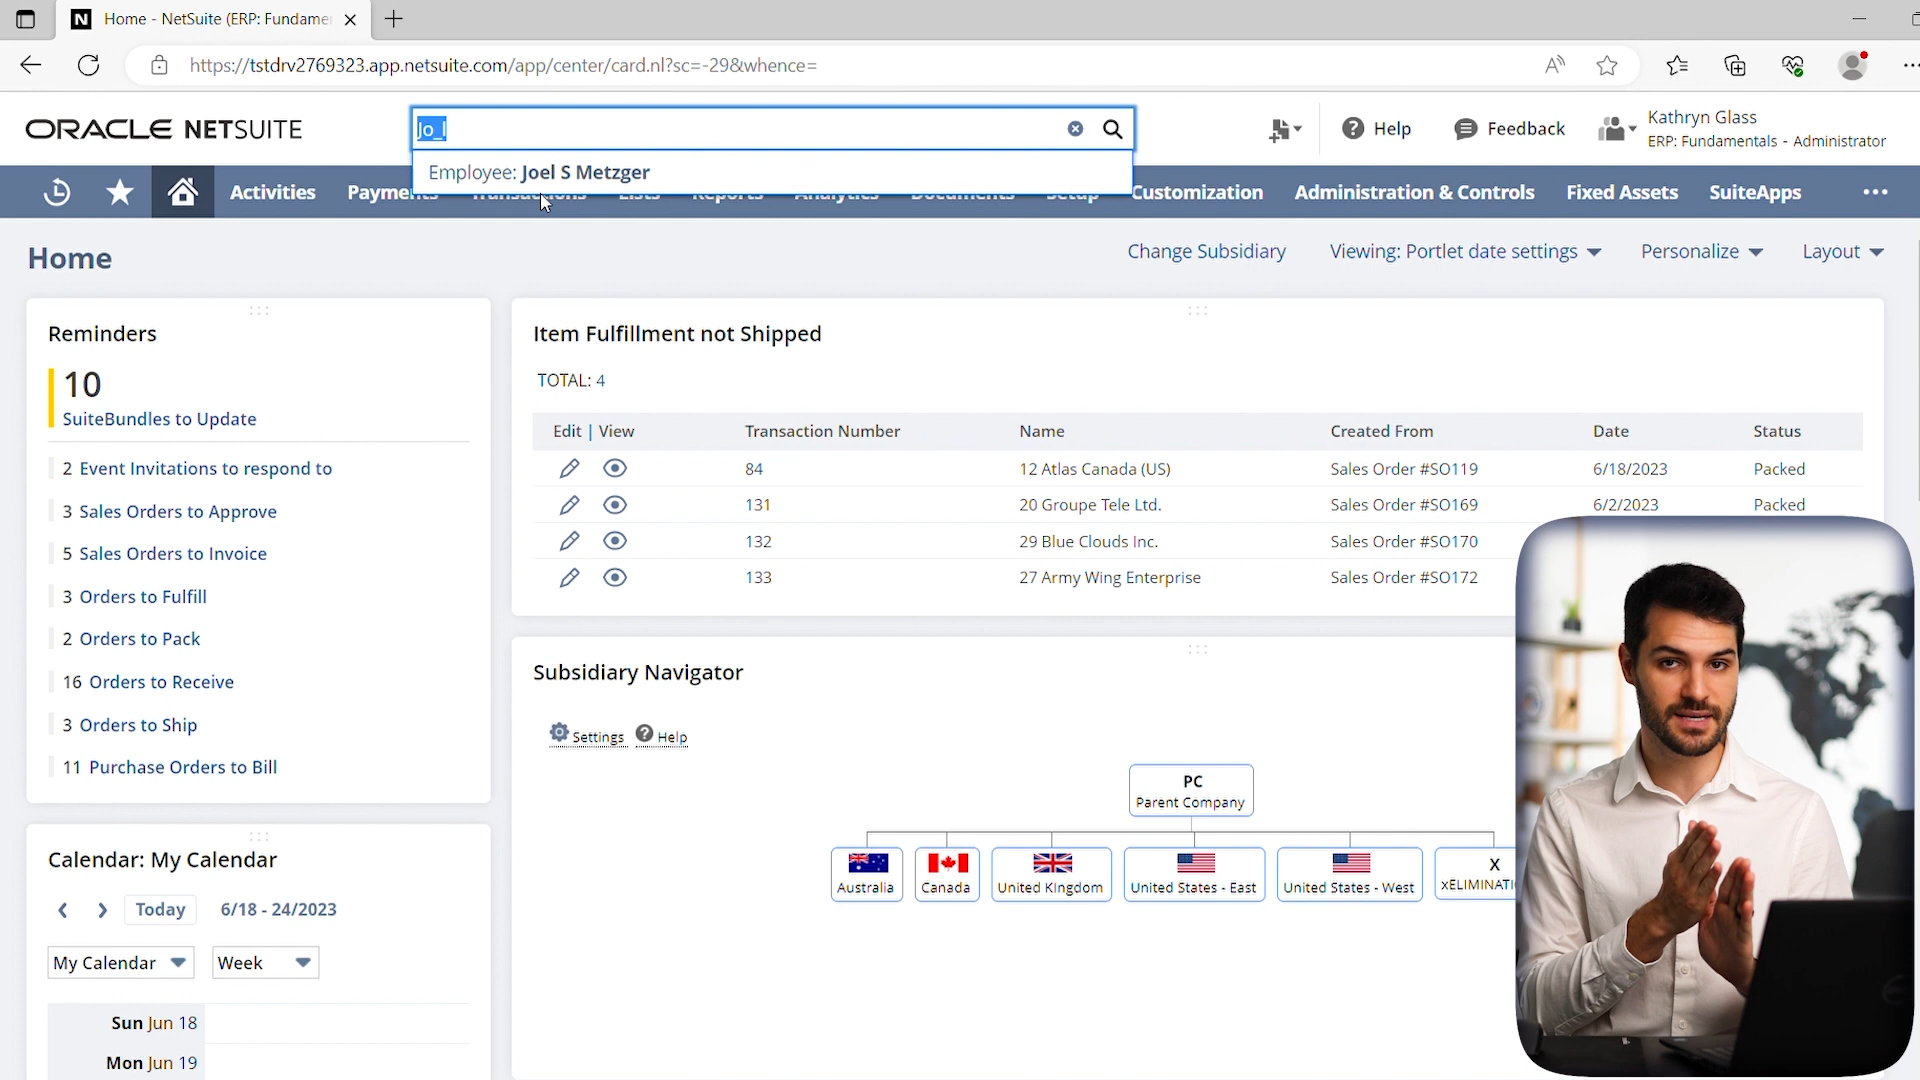 Home - NetSuite (ERP: Fundame
https://tstdrv2769323.app.netsuite.com/app/center/card.nl?sc=-29&whence=
ORACLE NETSUITE
Jo_l
Help
Feedback
Kathryn Glass
ERP: Fundamentals - Administrator
Employee: Joel S Metzger
Activities
Payments
Transactions
Lists
Reports
Analytics
Documents
Setup
Customization
Administration & Controls
Fixed Assets
SuiteApps
Home
Change Subsidiary
Viewing: Portlet date settings
Personalize
Layout
Reminders
10
SuiteBundles to Update
2 Event Invitations to respond to
3 Sales Orders to Approve
5 Sales Orders to Invoice
3 Orders to Fulfill
2 Orders to Pack
16 Orders to Receive
3 Orders to Ship
11 Purchase Orders to Bill
Item Fulfillment not Shipped
TOTAL: 4
Edit | View Transaction Number Name Created From Date Status
84 12 Atlas Canada (US) Sales Order #SO119 6/18/2023 Packed
131 20 Groupe Tele Ltd. Sales Order #SO169 6/2/2023 Packed
132 29 Blue Clouds Inc. Sales Order #SO170
133 27 Army Wing Enterprise Sales Order #SO172
Subsidiary Navigator
Settings Help
PC
Parent Company
Australia
Canada
United Kingdom
United States - East
United States - West
X
xELIMINATI
Calendar: My Calendar
Today
6/18 - 24/2023
My Calendar
Week
Sun Jun 18
Mon Jun 19